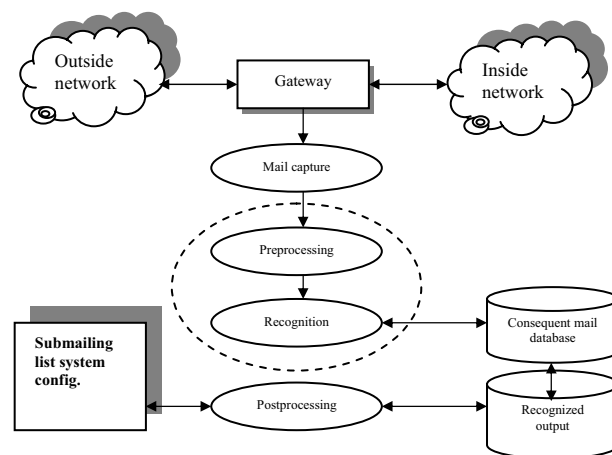 Outside
network
Gateway
Inside
network
Mail capture
Preprocessing
Recognition
Consequent mail
database
Submailing
list system
config.
Postprocessing
Recognized
output